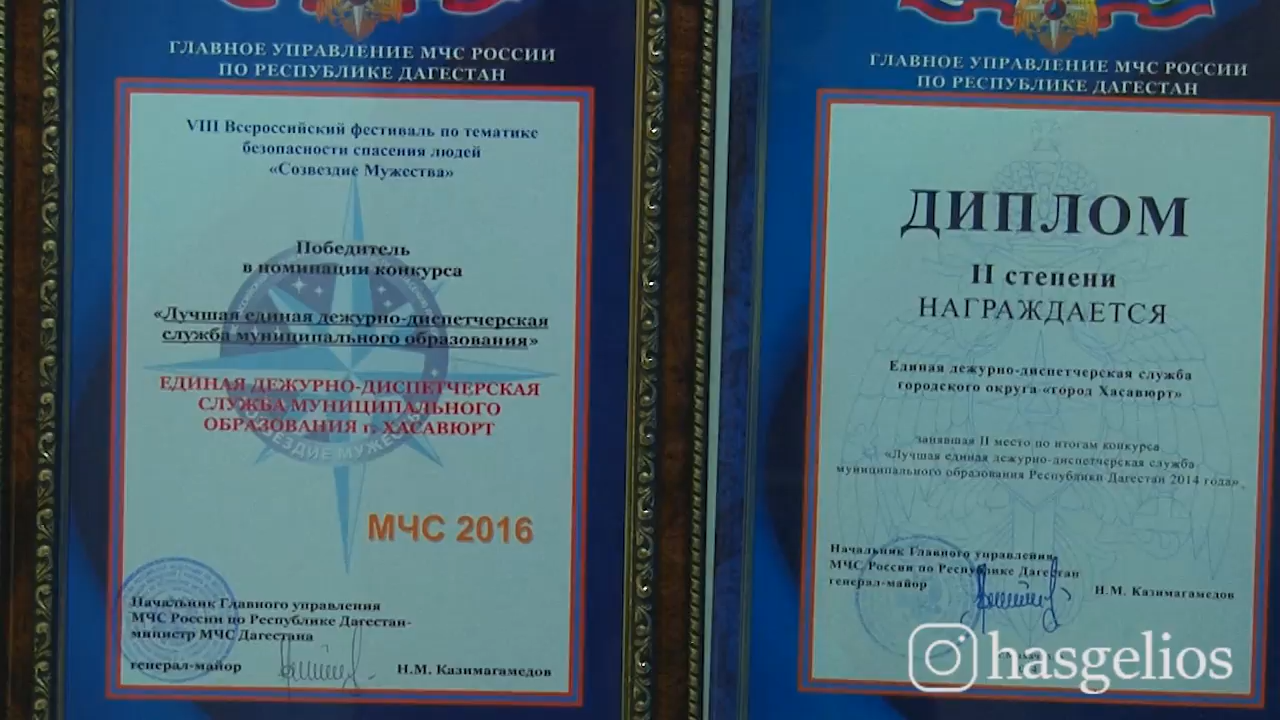 ГЛАВНОЕ УПРАВЛЕНИЕ МЧС РОССИИ
ПО РЕСПУБЛИКЕ ДАГЕСТАН
VIII Всероссийский фестиваль по тематике
безопасности спасения людей
«Созвездие Мужества»
Победитель
в номинации конкурса
«Лучшая единая дежурно-диспетчерская
служба муниципального образования»
ЕДИНАЯ ДЕЖУРНО-ДИСПЕТЧЕРСКАЯ
СЛУЖБА МУНИЦИПАЛЬНОГО
ОБРАЗОВАНИЯ г. ХАСАВЮРТ
СОЗВЕЗДИЕ МУЖЕСТВА
МЧС 2016
Начальник Главного управления
МЧС России по Республике Дагестан-
министр МЧС Дагестана
генерал-майор Н.М. Казимагамедов
ГЛАВНОЕ УПРАВЛЕНИЕ МЧС РОССИИ
ПО РЕСПУБЛИКЕ ДАГЕСТАН
ДИПЛОМ
II степени
НАГРАЖДАЕТСЯ
Единая дежурно-диспетчерская служба
городского округа «город Хасавюрт»
занявшая II место по итогам конкурса
«Лучшая единая дежурно-диспетчерская служба
муниципального образования Республики Дагестан 2014 года»
Начальник Главного управления
МЧС России по Республике Дагестан
генерал-майор Н.М. Казимагамедов
hasgelios